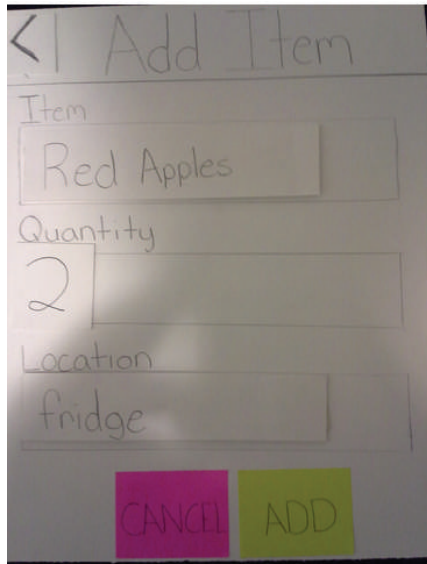 < Add Item
Item
Red Apples
Quantity
2
Location
fridge
CANCEL ADD